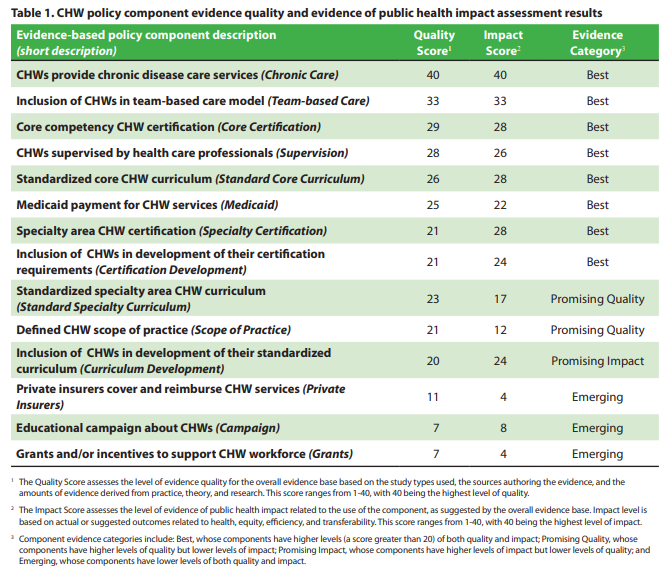 Table 1. CHW policy component evidence quality and evidence of public health impact assessment results
Evidence-based policy component description (short description) Quality Score1 Impact Score2 Evidence Category3
CHWs provide chronic disease care services (Chronic Care) 40 40 Best
Inclusion of CHWs in team-based care model (Team-based Care) 33 33 Best
Core competency CHW certification (Core Certification) 29 28 Best
CHWs supervised by health care professionals (Supervision) 28 26 Best
Standardized core CHW curriculum (Standard Core Curriculum) 26 28 Best
Medicaid payment for CHW services (Medicaid) 25 22 Best
Specialty area CHW certification (Specialty Certification) 21 28 Best
Inclusion of CHWs in development of their certification
requirements (Certification Development) 21 24 Best
Standardized specialty area CHW curriculum
(Standard Specialty Curriculum) 23 17 Promising Quality
Defined CHW scope of practice (Scope of Practice) 21 12 Promising Quality
Inclusion of CHWs in development of their standardized
curriculum (Curriculum Development) 20 24 Promising Impact
Private insurers cover and reimburse CHW services (Private
Insurers) 11 4 Emerging
Educational campaign about CHWs (Campaign) 7 8 Emerging
Grants and/or incentives to support CHW workforce (Grants) 7 4 Emerging
1 The Quality Score assesses the level of evidence quality for the overall evidence base based on the study types used, the sources authoring the evidence, and the
amounts of evidence derived from practice, theory, and research. This score ranges from 1-40, with 40 being the highest level of quality.
2 The Impact Score assesses the level of evidence of public health impact related to the use of the component, as suggested by the overall evidence base. Impact level is
based on actual or suggested outcomes related to health, equity, efficiency, and transferability. This score ranges from 1-40, with 40 being the highest level of impact.
3 Component evidence categories include: Best, whose components have higher levels (a score greater than 20) of both quality and impact; Promising Quality, whose
components have higher levels of quality but lower levels of impact; Promising Impact, whose components have higher levels of impact but lower levels of quality; and
Emerging, whose components have lower levels of both quality and impact.